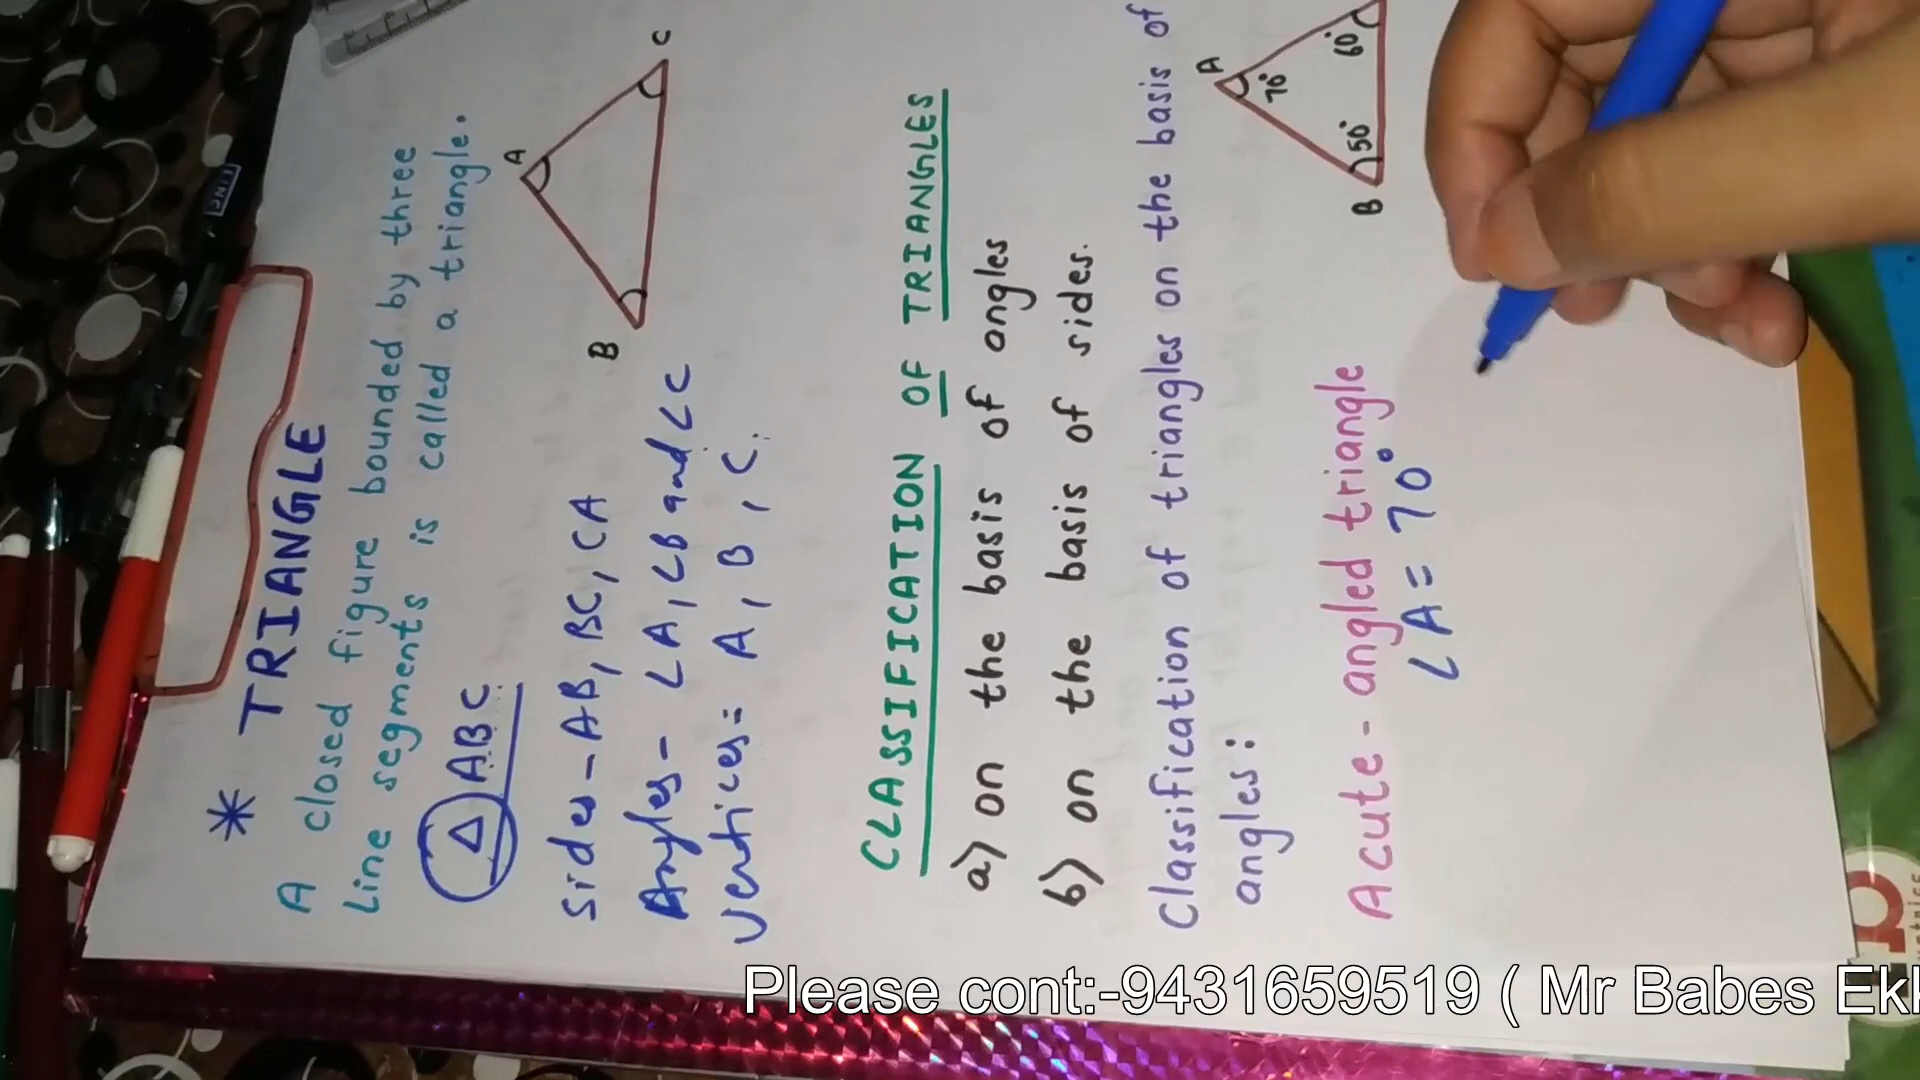 * TRIANGLE
A closed figure bounded by three
Line segments is called a triangle.
△ ABC
Sides - AB, BC, CA
Angles - ∠A, ∠B and ∠C
Vertices = A, B, C.
A
B
C
CLASSIFICATION OF TRIANGLES
a) on the basis of angles
b) on the basis of sides.
Classification of triangles on the basis of
angles:
Acute - angled triangle
∠A = 70°
A
70°
B
50°
60°
Please cont:-9431659519 ( Mr Babes